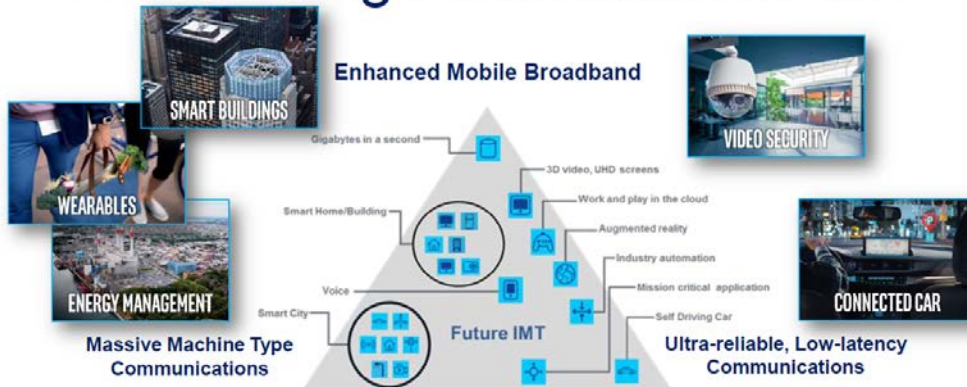 Enhanced Mobile Broadband
SMART BUILDINGS
VIDEO SECURITY
Gigabytes in a second
3D video, UHD screens
WEARABLES
Work and play in the cloud
Smart Home/Building
Augmented reality
Industry automation
ENERGY MANAGEMENT
Voice
Mission critical application
CONNECTED CAR
Smart City
Self Driving Car
Future IMT
Massive Machine Type
Communications
Ultra-reliable, Low-latency
Communications